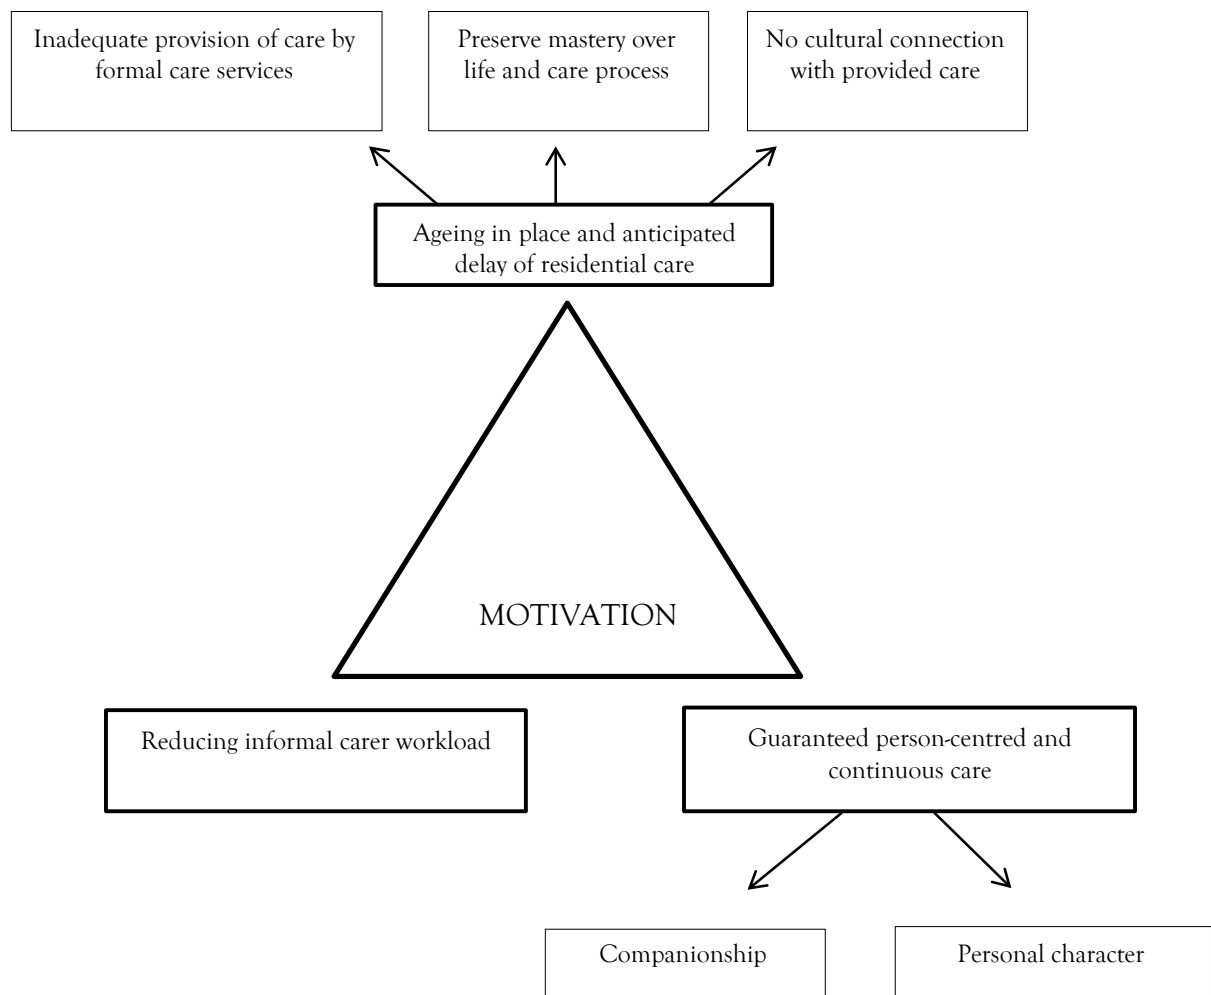 Inadequate provision of care by
formal care services
Preserve mastery over
life and care process
No cultural connection
with provided care
Ageing in place and anticipated
delay of residential care
MOTIVATION
Reducing informal carer workload
Guaranteed person-centred and
continuous care
Companionship
Personal character